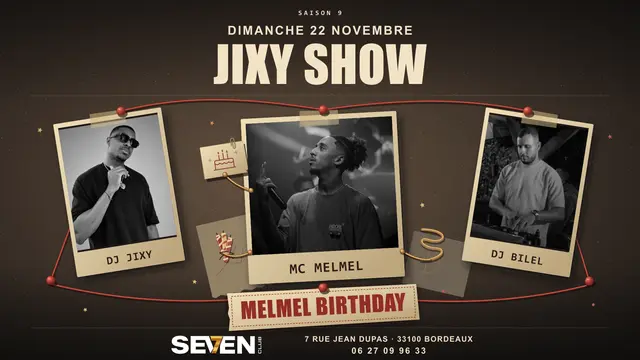 SAISON 9
DIMANCHE 22 NOVEMBRE
JIXY SHOW
DJ JIXY
MC MELMEL
DJ BILEL
MELMEL BIRTHDAY
SEVEN CLUB
7 RUE JEAN DUPAS · 33100 BORDEAUX
06 27 09 96 33